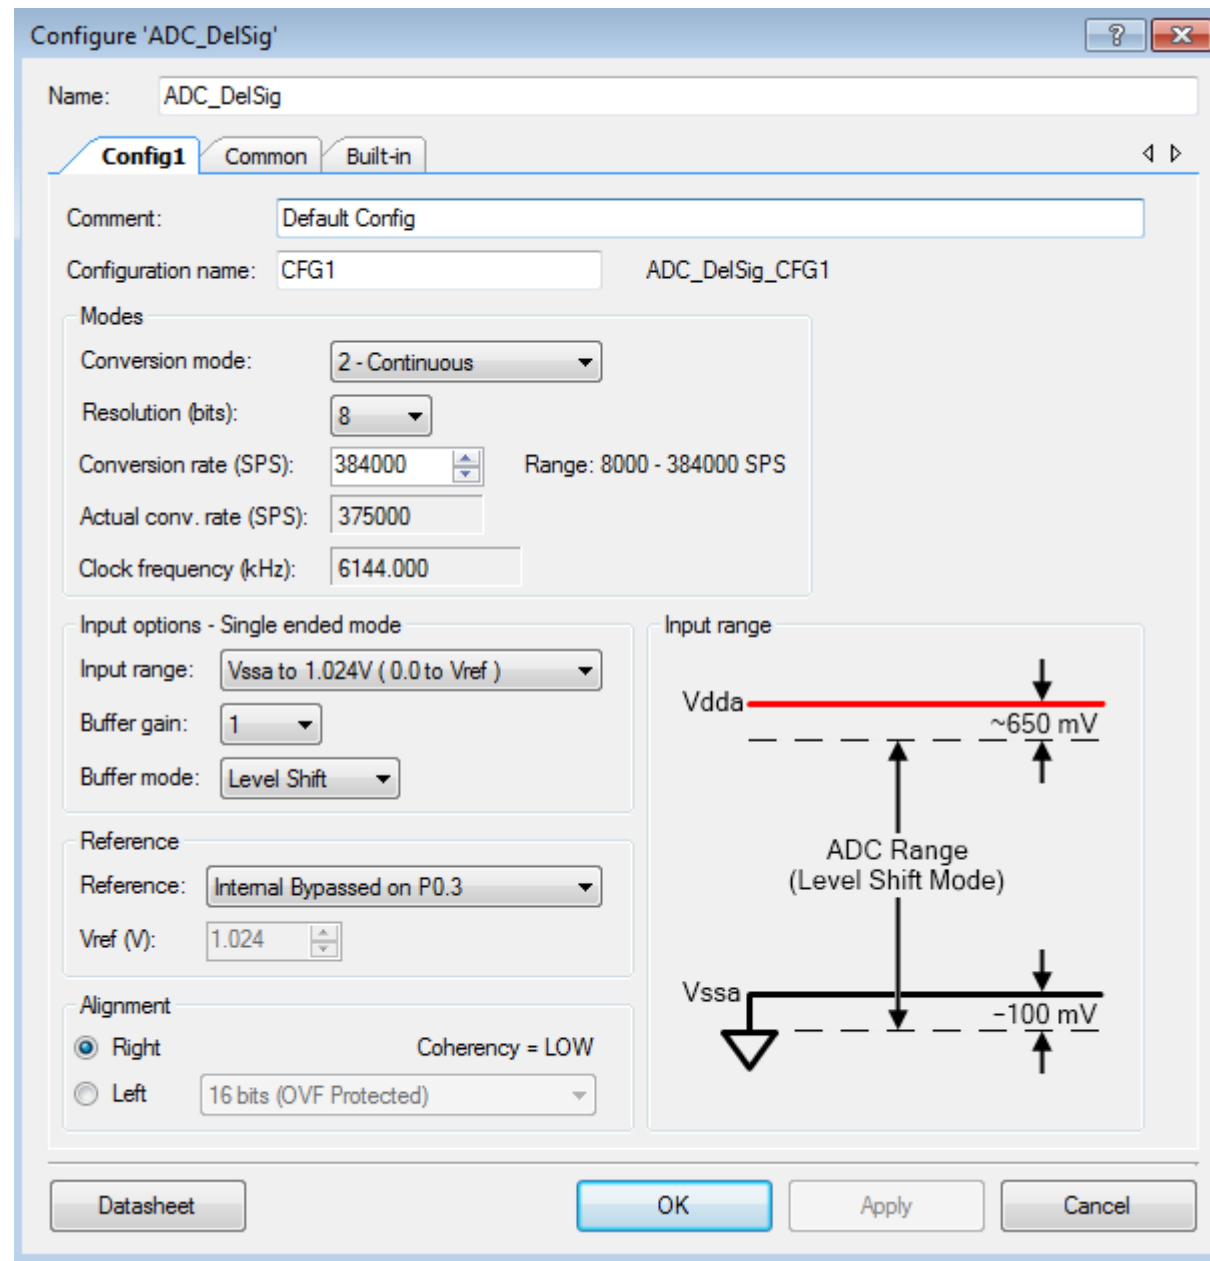 Configure 'ADC_DelSig'
Name: ADC_DelSig
Config1 Common Built-in
Comment: Default Config
Configuration name: CFG1 ADC_DelSig_CFG1
Modes
Conversion mode: 2 - Continuous
Resolution (bits): 8
Conversion rate (SPS): 384000 Range: 8000 - 384000 SPS
Actual conv. rate (SPS): 375000
Clock frequency (kHz): 6144.000
Input options - Single ended mode
Input range: Vssa to 1.024V ( 0.0 to Vref )
Buffer gain: 1
Buffer mode: Level Shift
Input range
Vdda
~650 mV
ADC Range
(Level Shift Mode)
Vssa
~100 mV
Reference
Reference: Internal Bypassed on P0.3
Vref (V): 1.024
Alignment
Right Coherency = LOW
Left 16 bits (OVF Protected)
Datasheet OK Apply Cancel